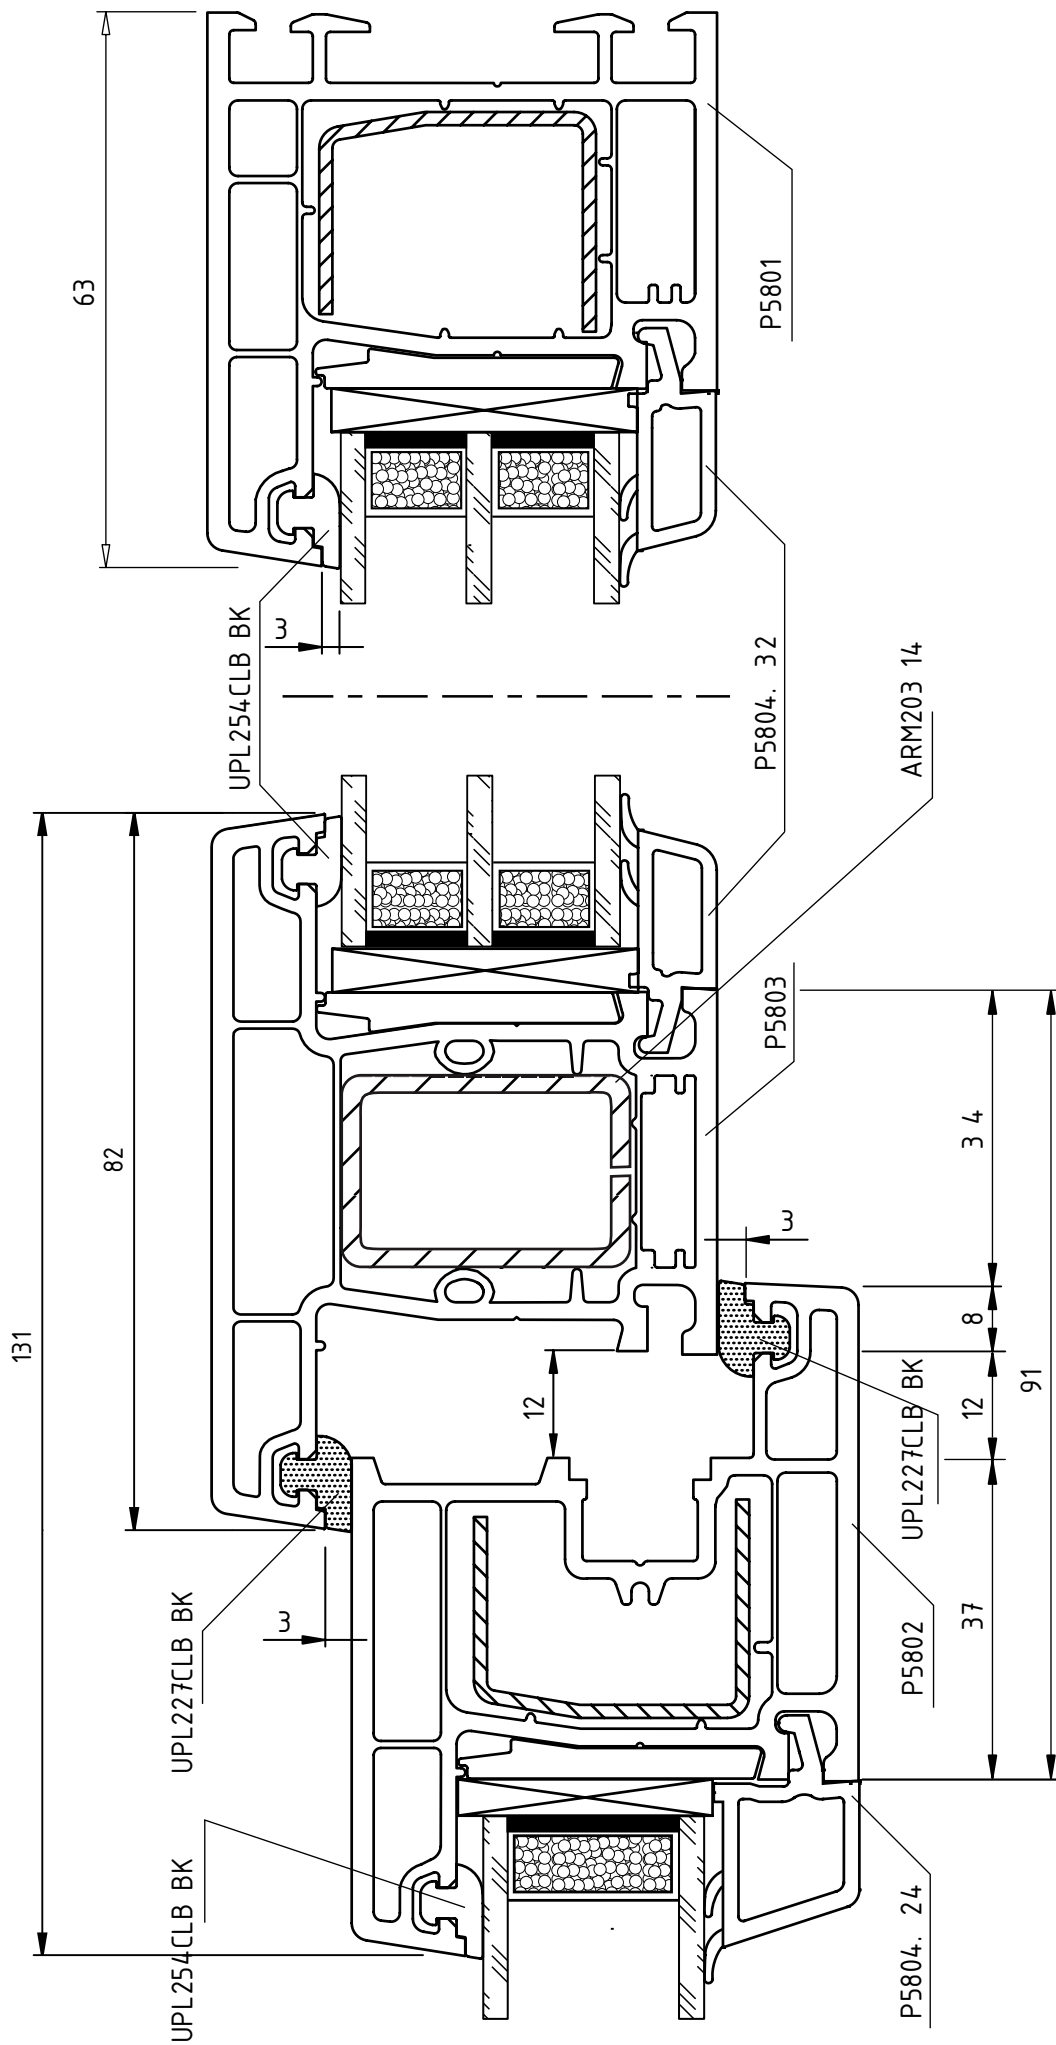 63
P5801
UPL254CLB BK
3
P5804. 32
ARM203 14
P5803
82
131
3 4
3
8
12
12
91
UPL227CLB BK
37
P5802
UPL227CLB BK
3
UPL254CLB BK
P5804. 24